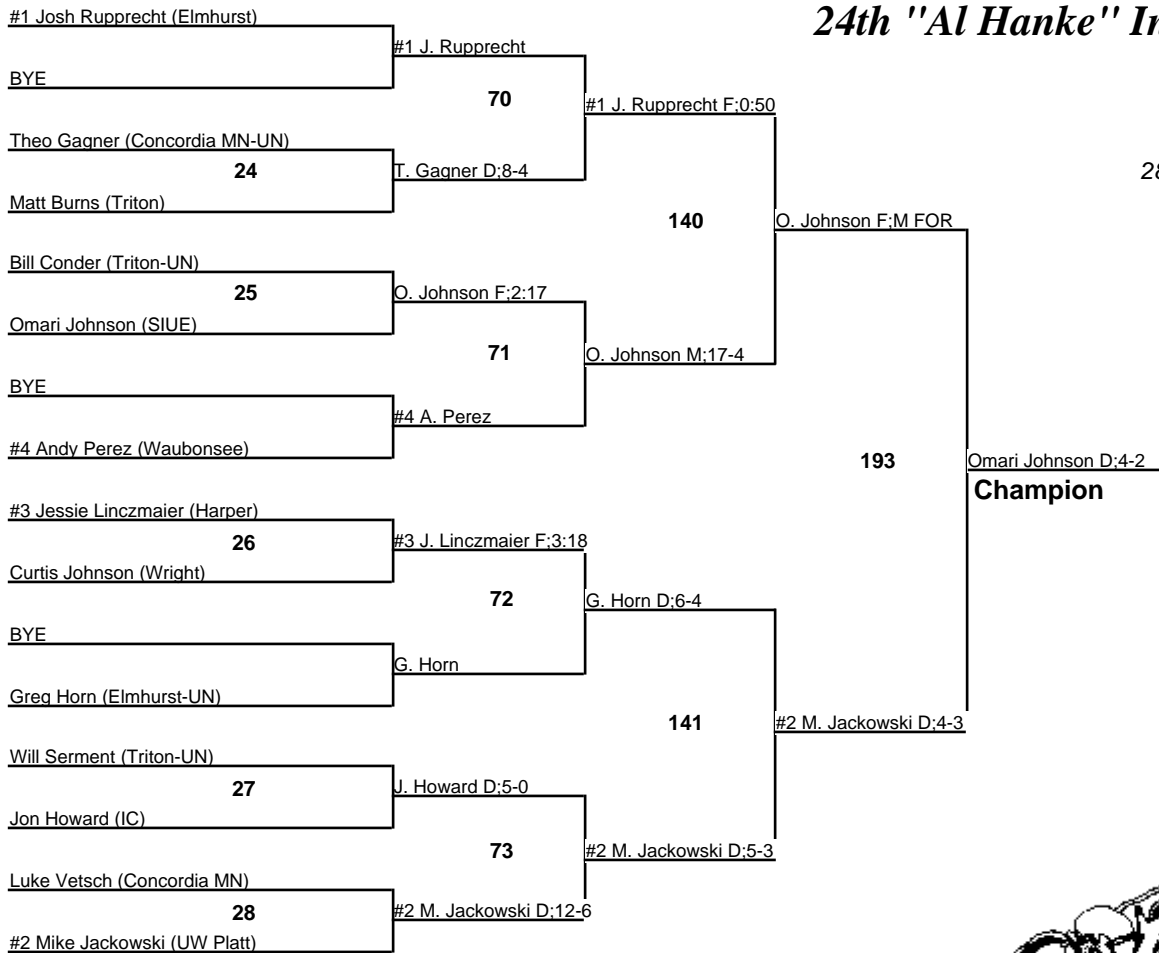 #1 Josh Rupprecht (Elmhurst)
24th "Al Hanke" In
#1 J. Rupprecht
BYE
70
#1 J. Rupprecht F;0:50
Theo Gagner (Concordia MN-UN)
24
T. Gagner D;8-4
28
Matt Burns (Triton)
140
O. Johnson F;M FOR
Bill Conder (Triton-UN)
25
O. Johnson F;2:17
Omari Johnson (SIUE)
71
O. Johnson M;17-4
BYE
#4 A. Perez
#4 Andy Perez (Waubonsee)
193
Omari Johnson D;4-2
Champion
#3 Jessie Linczmaier (Harper)
26
#3 J. Linczmaier F;3:18
Curtis Johnson (Wright)
72
G. Horn D;6-4
BYE
G. Horn
Greg Horn (Elmhurst-UN)
141
#2 M. Jackowski D;4-3
Will Serment (Triton-UN)
27
J. Howard D;5-0
Jon Howard (IC)
73
#2 M. Jackowski D;5-3
Luke Vetsch (Concordia MN)
28
#2 M. Jackowski D;12-6
#2 Mike Jackowski (UW Platt)